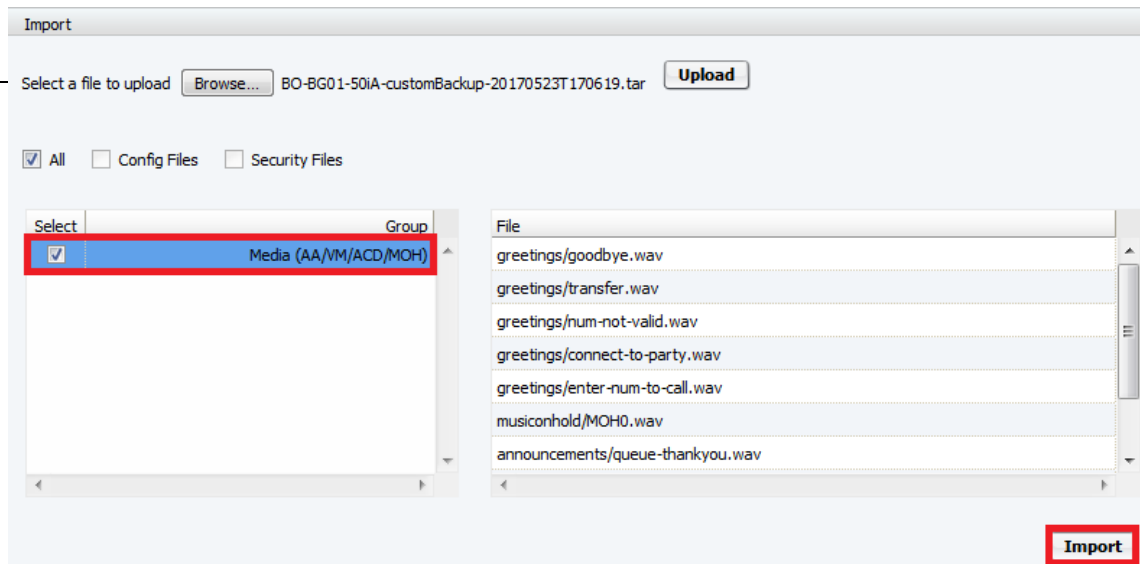 Import
Select a file to upload Browse... BO-BG01-50iA-customBackup-20170523T170619.tar Upload
All Config Files Security Files
Select Group File
Media (AA/VM/ACD/MOH) greetings/goodbye.wav
greetings/transfer.wav
greetings/num-not-valid.wav
greetings/connect-to-party.wav
greetings/enter-num-to-call.wav
musiconhold/MOH0.wav
announcements/queue-thankyou.wav
Import